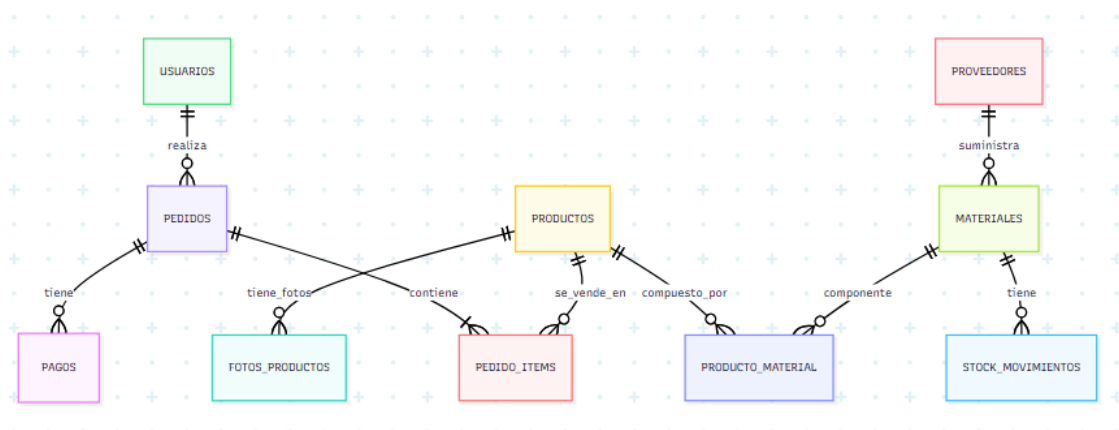 USUARIOS
PROVEEDORES
realiza
suministra
PEDIDOS
PRODUCTOS
MATERIALES
tiene
tiene_fotos
contiene
se_vende_en
compuesto_por
componente
tiene
PAGOS
FOTOS_PRODUCTOS
PEDIDO_ITEMS
PRODUCTO_MATERIAL
STOCK_MOVIMIENTOS